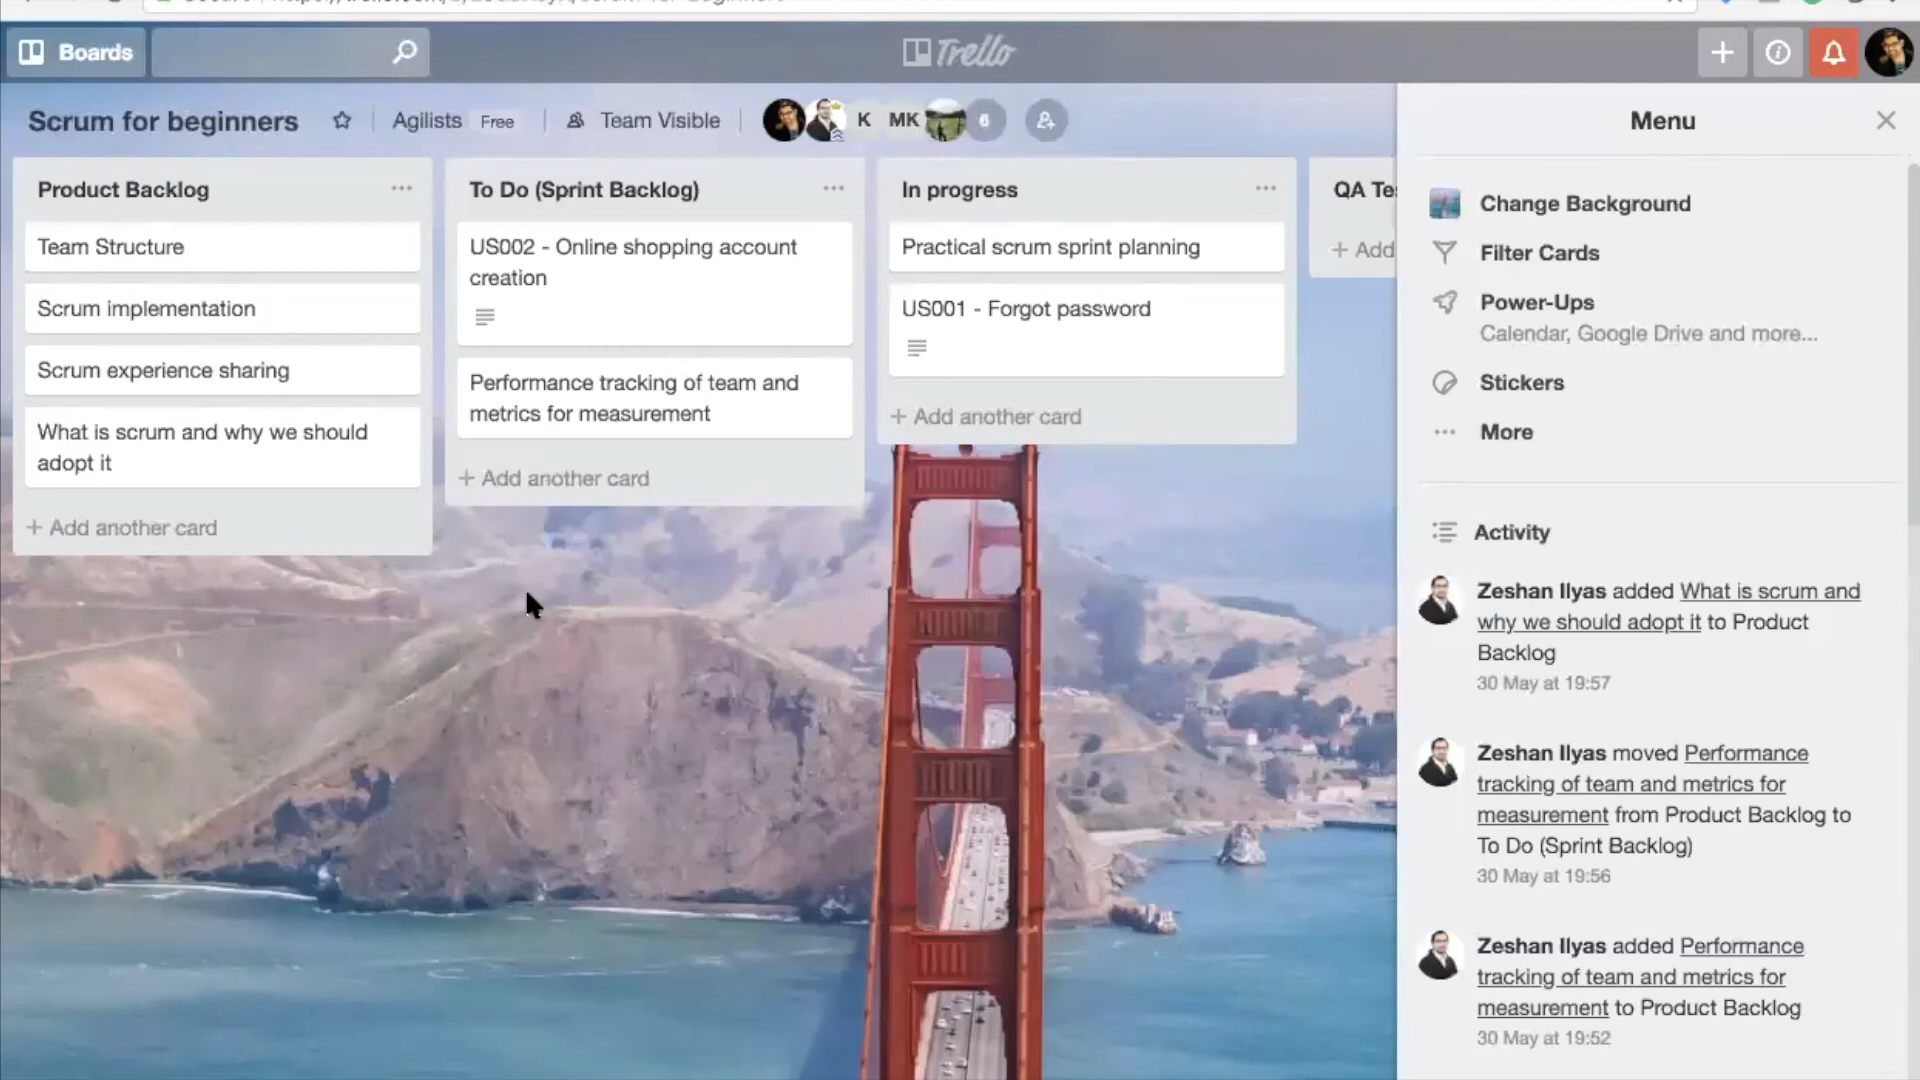 Boards
Trello
Scrum for beginners
Agilists Free
Team Visible
K
MK
6
Menu
Product Backlog
Team Structure
Scrum implementation
Scrum experience sharing
What is scrum and why we should
adopt it
+ Add another card
To Do (Sprint Backlog)
US002 - Online shopping account
creation
Performance tracking of team and
metrics for measurement
+ Add another card
In progress
Practical scrum sprint planning
US001 - Forgot password
+ Add another card
QA
+ Add
Change Background
Filter Cards
Power-Ups
Calendar, Google Drive and more...
Stickers
More
Activity
Zeshan Ilyas added What is scrum and
why we should adopt it to Product
Backlog
30 May at 19:57
Zeshan Ilyas moved Performance
tracking of team and metrics for
measurement from Product Backlog to
To Do (Sprint Backlog)
30 May at 19:56
Zeshan Ilyas added Performance
tracking of team and metrics for
measurement to Product Backlog
30 May at 19:52